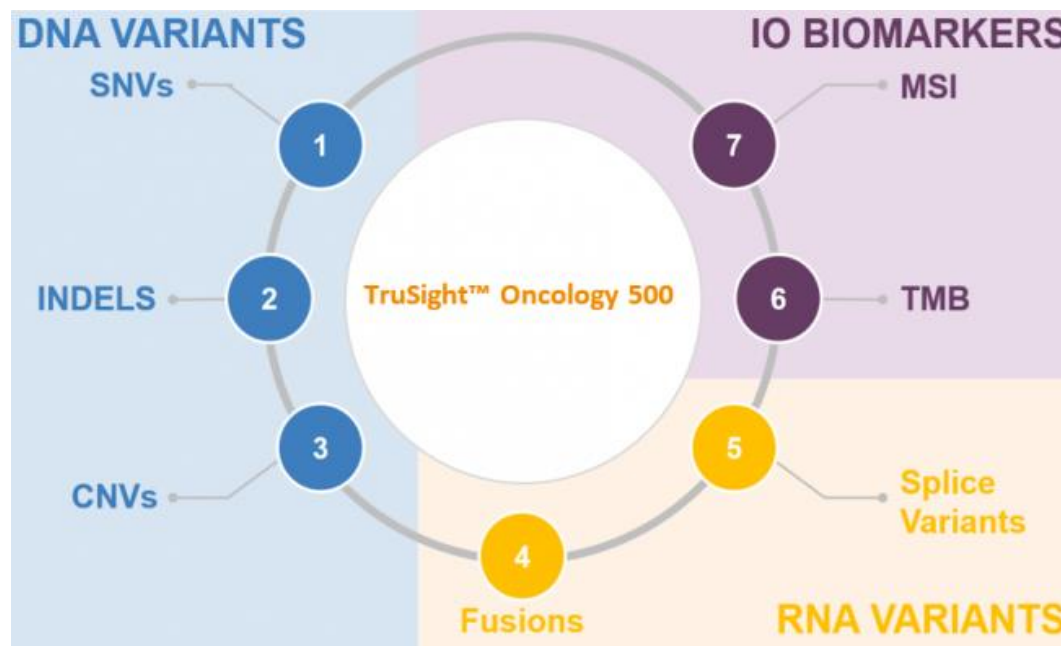 DNA VARIANTS
IO BIOMARKERS
SNVs
1
7
MSI
INDELS
2
TruSight™ Oncology 500
6
TMB
CNVs
3
5
Splice
Variants
4
Fusions
RNA VARIANTS